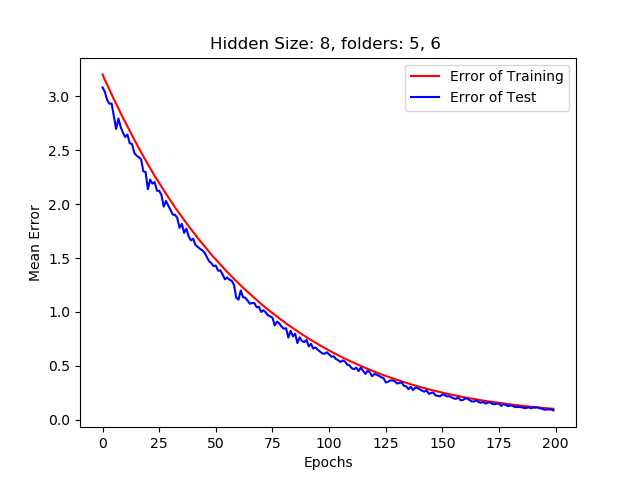 Hidden Size: 8, folders: 5, 6
Error of Training
Error of Test
Mean Error
3.0
2.5
2.0
1.5
1.0
0.5
0.0
0 25 50 75 100 125 150 175 200
Epochs